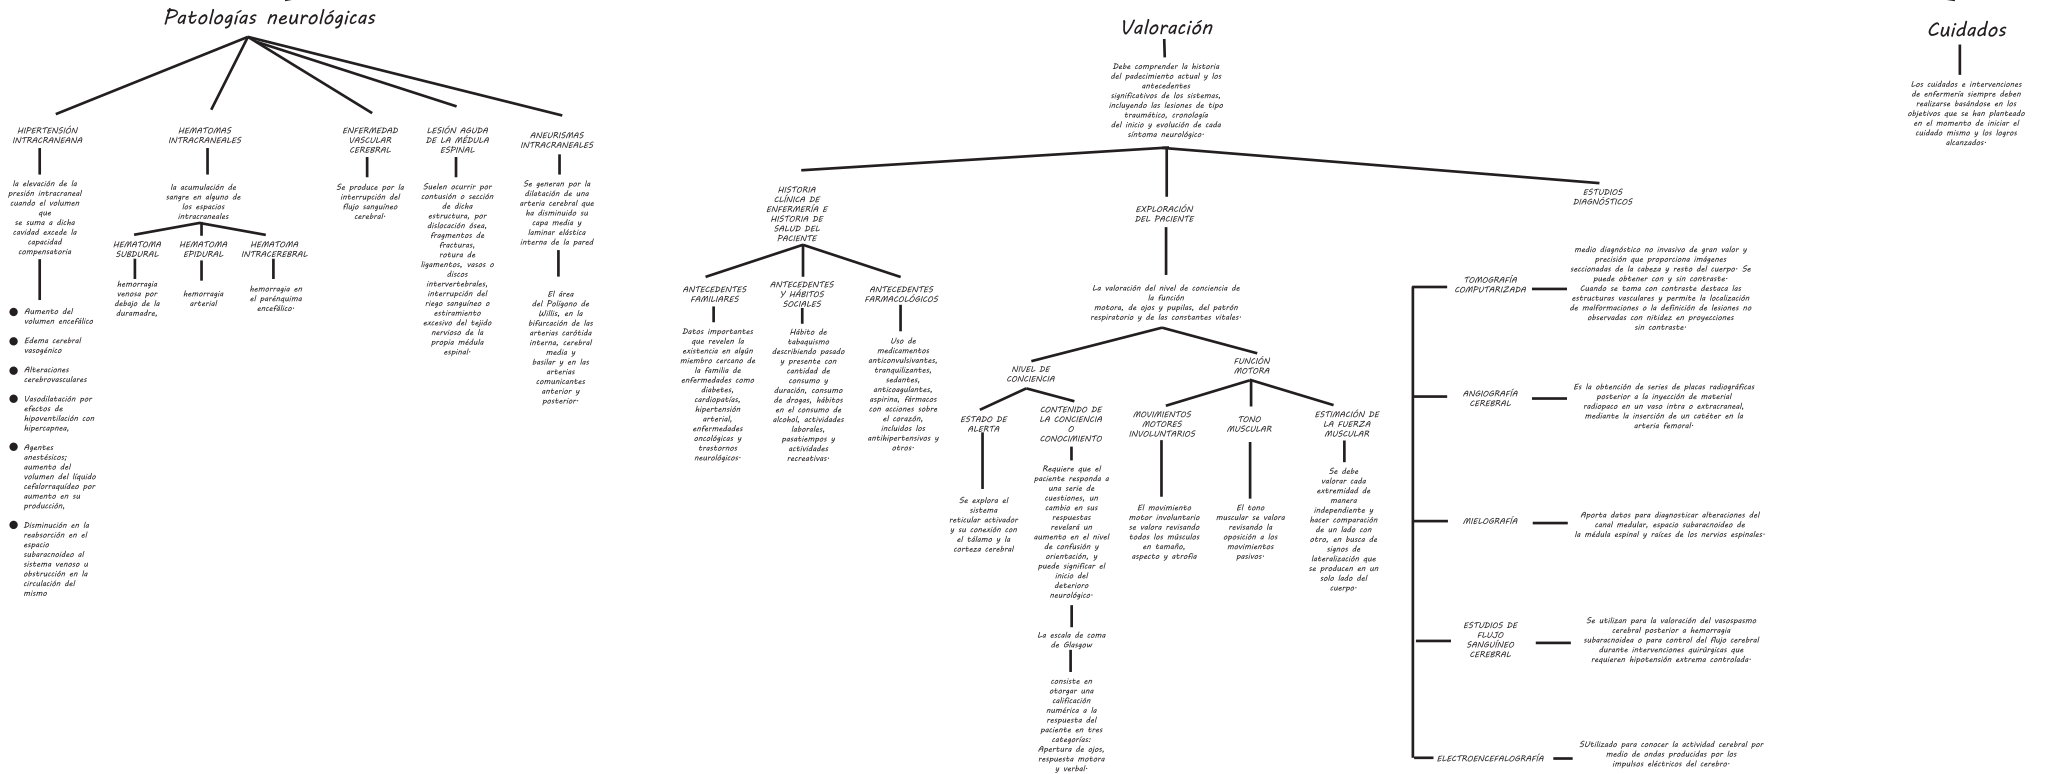 Patologías neurológicas
HIPERTENSIÓN
INTRACRANEANA
la elevación de la
presión intracraneal
cuando el volumen
que
se suma a dicha
cavidad excede la
capacidad
compensatoria
Aumento del
volumen encefálico
Edema cerebral
vasogénico
Alteraciones
cerebrovasculares
Vasodilatación por
efectos de
hipoventilación con
hipercapnea,
Agentes
anestésicos;
aumento del
volumen del líquido
cefalorraquídeo por
aumento en su
producción,
Disminución en la
reabsorción en el
espacio
subaracnoideo al
sistema venoso u
obstrucción en la
circulación del
mismo
HEMATOMAS
INTRACRANEALES
la acumulación de
sangre en alguno de
los espacios
intracraneales
HEMATOMA
SUBDURAL
hemorragia
venosa por
debajo de la
duramadre,
HEMATOMA
EPIDURAL
hemorragia
arterial
HEMATOMA
INTRACEREBRAL
hemorragia en
el parénquima
encefálico.
ENFERMEDAD
VASCULAR
CEREBRAL
Se produce por la
interrupción del
flujo sanguíneo
cerebral.
LESIÓN AGUDA
DE LA MÉDULA
ESPINAL
Suelen ocurrir por
contusión o sección
de dicha
estructura, por
dislocación ósea,
fragmentos de
fracturas,
rotura de
ligamentos, vasos o
discos
intervertebrales,
interrupción del
riego sanguíneo o
estiramiento
excesivo del tejido
nervioso de la
propia médula
espinal.
ANEURISMAS
INTRACRANEALES
Se generan por la
dilatación de una
arteria cerebral que
ha disminuido su
capa media y
laminar elástica
interna de la pared
El área
del Polígono de
Willis, en la
bifurcación de las
arterias carótida
interna, cerebral
media y
basilar y en las
arterias
comunicantes
anterior y
posterior.
Valoración
Debe comprender la historia
del padecimiento actual y los
antecedentes
significativos de los sistemas,
incluyendo las lesiones de tipo
traumático, cronología
del inicio y evolución de cada
síntoma neurológico.
HISTORIA
CLÍNICA DE
ENFERMERÍA E
HISTORIA DE
SALUD DEL
PACIENTE
ANTECEDENTES
FAMILIARES
Datos importantes
que revelen la
existencia en algún
miembro cercano de
la familia de
enfermedades como
diabetes,
cardiopatías,
hipertensión
arterial,
enfermedades
oncológicas y
trastornos
neurológicos.
ANTECEDENTES
Y HÁBITOS
SOCIALES
Hábito de
tabaquismo
describiendo pasado
y presente con
cantidad de
consumo y
duración, consumo
de drogas, hábitos
en el consumo de
alcohol, actividades
laborales,
pasatiempos y
actividades
recreativas.
ANTECEDENTES
FARMACOLÓGICOS
Uso de
medicamentos
anticonvulsivantes,
tranquilizantes,
sedantes,
anticoagulantes,
aspirina, fármacos
con acciones sobre
el corazón,
incluidos los
antihipertensivos y
otros.
EXPLORACIÓN
DEL PACIENTE
La valoración del nivel de conciencia de
la función
motora, de ojos y pupilas, del patrón
respiratorio y de las constantes vitales.
NIVEL DE
CONCIENCIA
ESTADO DE
ALERTA
Se explora el
sistema
reticular activador
y su conexión con
el tálamo y la
corteza cerebral
CONTENIDO DE
LA CONCIENCIA
O
CONOCIMIENTO
Requiere que el
paciente responda a
una serie de
cuestiones, un
cambio en sus
respuestas
revelará un
aumento en el nivel
de confusión y
orientación, y
puede significar el
inicio del
deterioro
neurológico.
La escala de coma
de Glasgow
consiste en
otorgar una
calificación
numérica a la
respuesta del
paciente en tres
categorías:
Apertura de ojos,
respuesta motora
y verbal.
FUNCIÓN
MOTORA
MOVIMIENTOS
MOTORES
INVOLUNTARIOS
El movimiento
motor involuntario
se valora revisando
todos los músculos
en tamaño,
aspecto y atrofia
TONO
MUSCULAR
El tono
muscular se valora
revisando la
oposición a los
movimientos
pasivos.
ESTIMACIÓN DE
LA FUERZA
MUSCULAR
Se debe
valorar cada
extremidad de
manera
independiente y
hacer comparación
de un lado con
otro, en busca de
signos de
lateralización que
se producen en un
solo lado del
cuerpo.
ESTUDIOS
DIAGNÓSTICOS
TOMOGRAFÍA
COMPUTARIZADA
medio diagnóstico no invasivo de gran valor y
precisión que proporciona imágenes
seccionadas de la cabeza y resto del cuerpo. Se
puede obtener con y sin contraste.
Cuando se toma con contraste destaca las
estructuras vasculares y permite la localización
de malformaciones o la definición de lesiones no
observadas con nitidez en proyecciones
sin contraste.
ANGIOGRAFÍA
CEREBRAL
Es la obtención de series de placas radiográficas
posterior a la inyección de material
radiopaco en un vaso intra o extracraneal,
mediante la inserción de un catéter en la
arteria femoral.
MIELOGRAFÍA
Aporta datos para diagnosticar alteraciones del
canal medular, espacio subaracnoideo de
la médula espinal y raíces de los nervios espinales.
ESTUDIOS DE
FLUJO
SANGUÍNEO
CEREBRAL
Se utilizan para la valoración del vasospasmo
cerebral posterior a hemorragia
subaracnoidea o para control del flujo cerebral
durante intervenciones quirúrgicas que
requieren hipotensión extrema controlada.
ELECTROENCEFALOGRAFÍA
SUtilizado para conocer la actividad cerebral por
medio de ondas producidas por los
impulsos eléctricos del cerebro.
Cuidados
Los cuidados e intervenciones
de enfermería siempre deben
realizarse basándose en los
objetivos que se han planteado
en el momento de iniciar el
cuidado mismo y los logros
alcanzados.